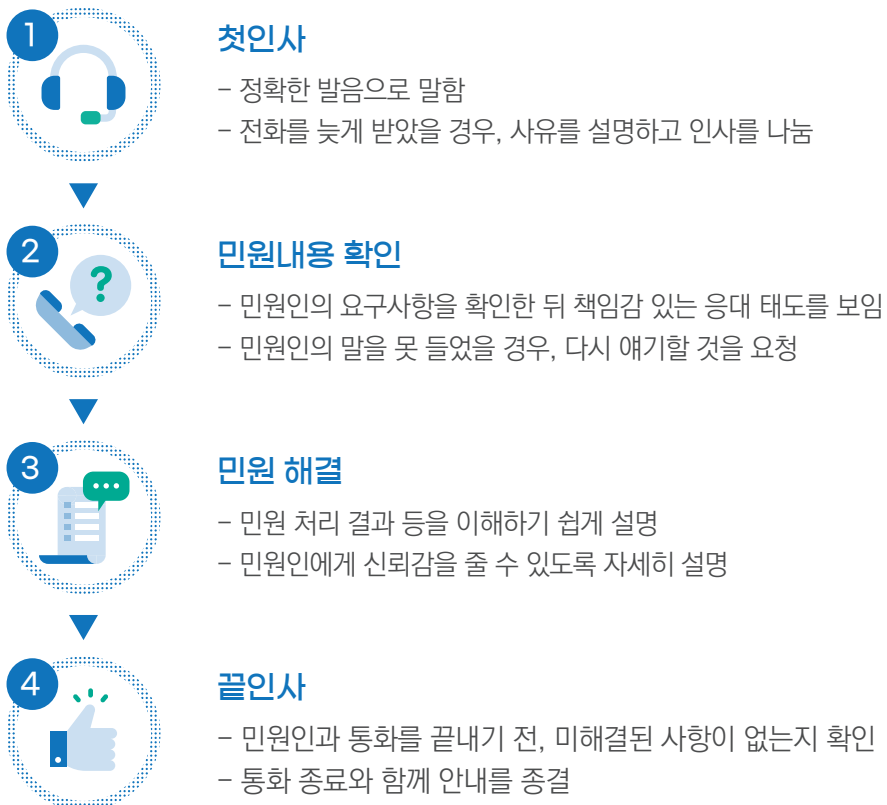 1
첫인사
- 정확한 발음으로 말함
- 전화를 늦게 받았을 경우, 사유를 설명하고 인사를 나눔
2
?
민원내용 확인
- 민원인의 요구사항을 확인한 뒤 책임감 있는 응대 태도를 보임
- 민원인의 말을 못 들었을 경우, 다시 얘기할 것을 요청
3
민원 해결
- 민원 처리 결과 등을 이해하기 쉽게 설명
- 민원인에게 신뢰감을 줄 수 있도록 자세히 설명
4
끝인사
- 민원인과 통화를 끝내기 전, 미해결된 사항이 없는지 확인
- 통화 종료와 함께 안내를 종결